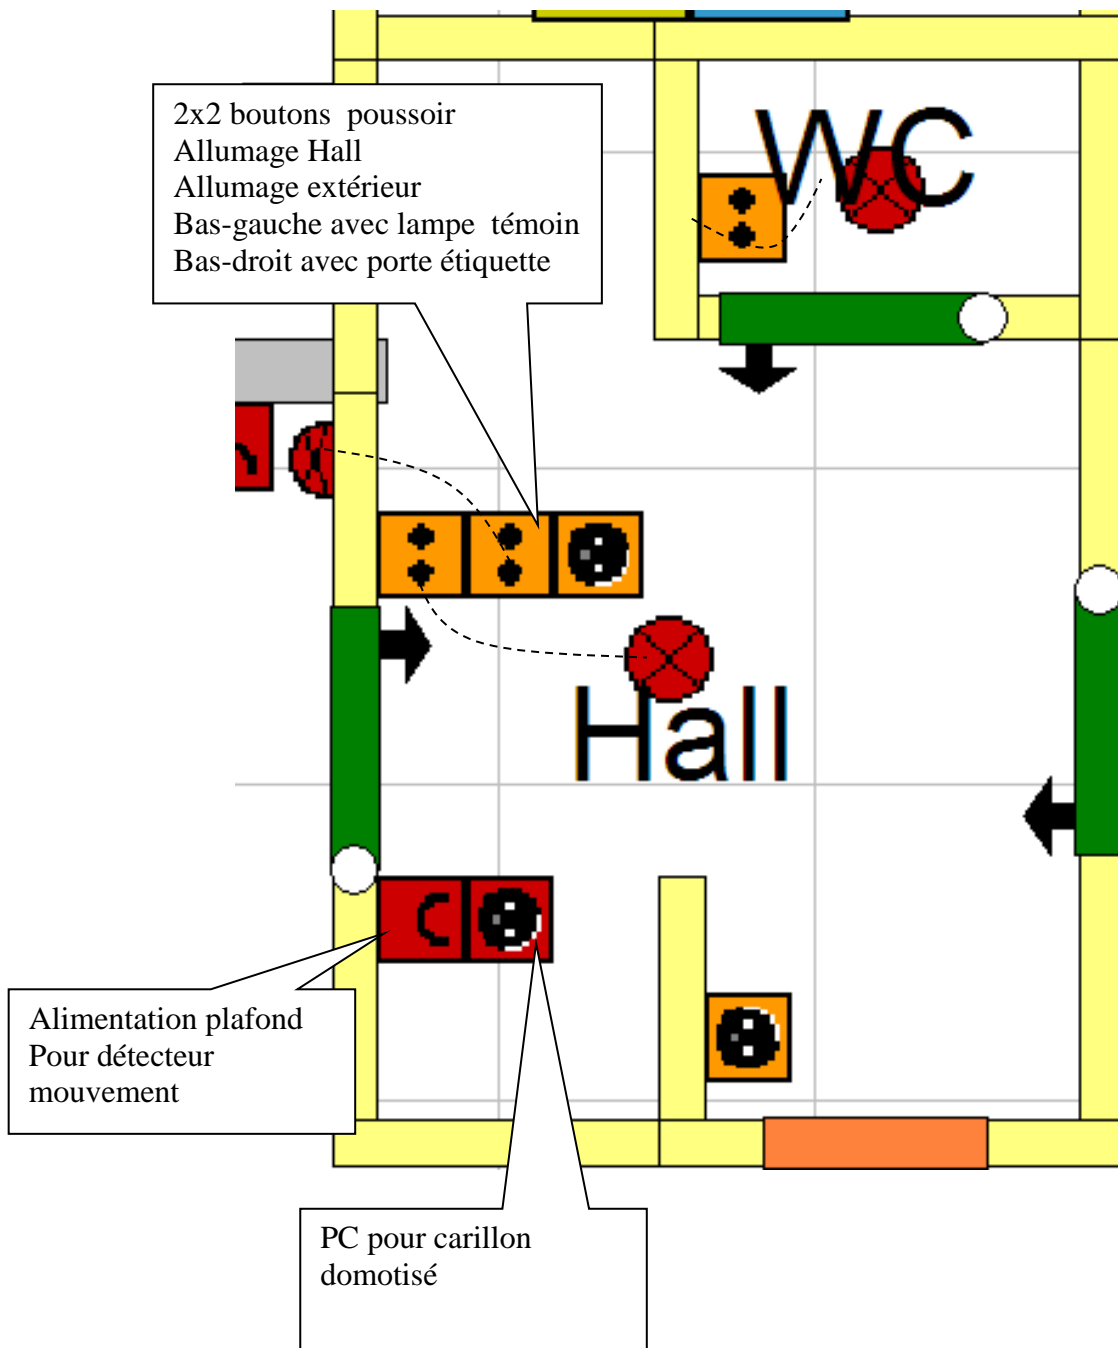 2x2 boutons poussoir
Allumage Hall
Allumage extérieur
Bas-gauche avec lampe témoin
Bas-droit avec porte étiquette
WC
Hall
Alimentation plafond
Pour détecteur
mouvement
PC pour carillon
domotisé